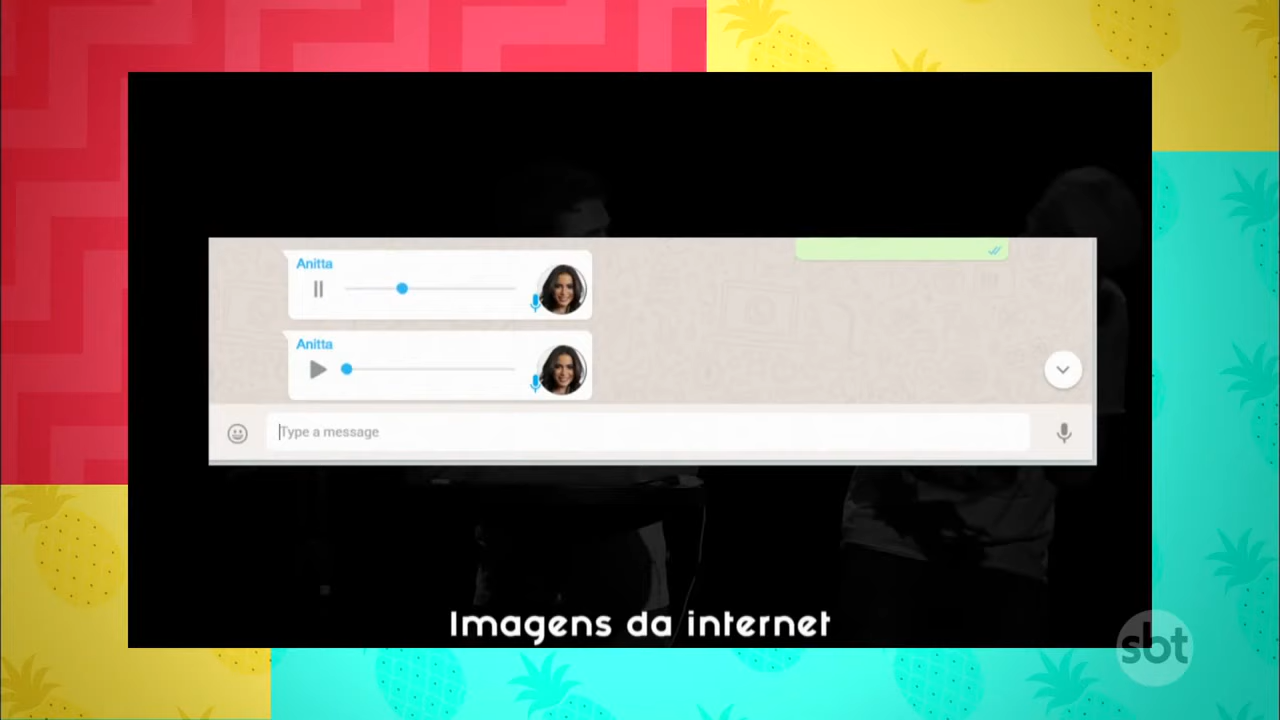 Anitta
Anitta
Type a message
Imagens da internet
sbt